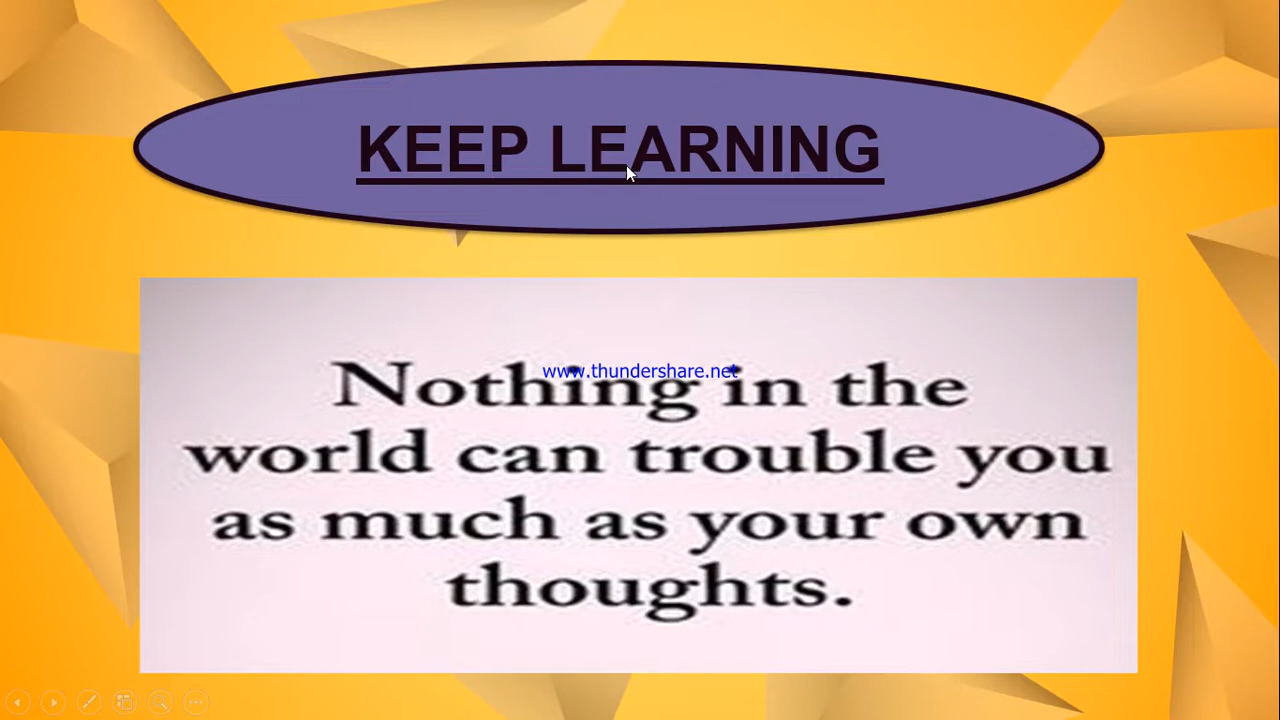 KEEP LEARNING
www.thundershare.net
Nothing in the
world can trouble you
as much as your own
thoughts.